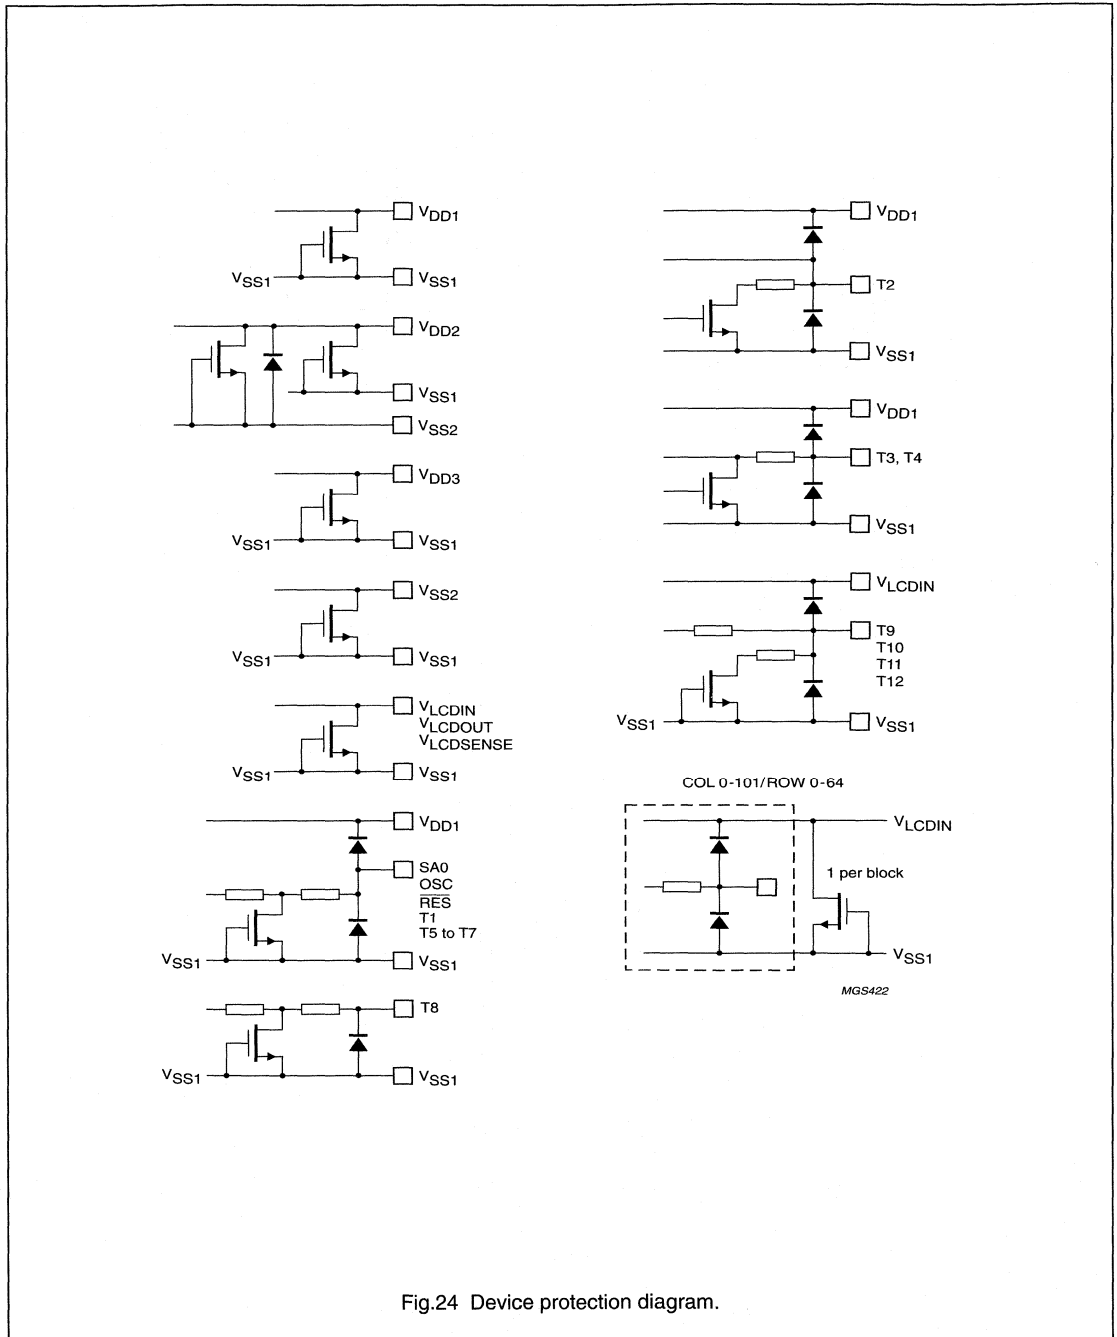 VDD1
VSS1 VSS1
VDD2
VSS1
VSS2
VDD3
VSS1 VSS1
VSS2
VSS1 VSS1
VLCDIN
VLCDOUT
VLCDSENSE
VSS1 VSS1
VDD1
SA0
OSC
RES
T1
T5 to T7
VSS1 VSS1
T8
VSS1 VSS1
VDD1
T2
VSS1
VDD1
T3, T4
VSS1
VLCDIN
T9
T10
T11
T12
VSS1 VSS1
COL 0-101/ROW 0-64
VLCDIN
1 per block
VSS1
MGS422
Fig.24 Device protection diagram.